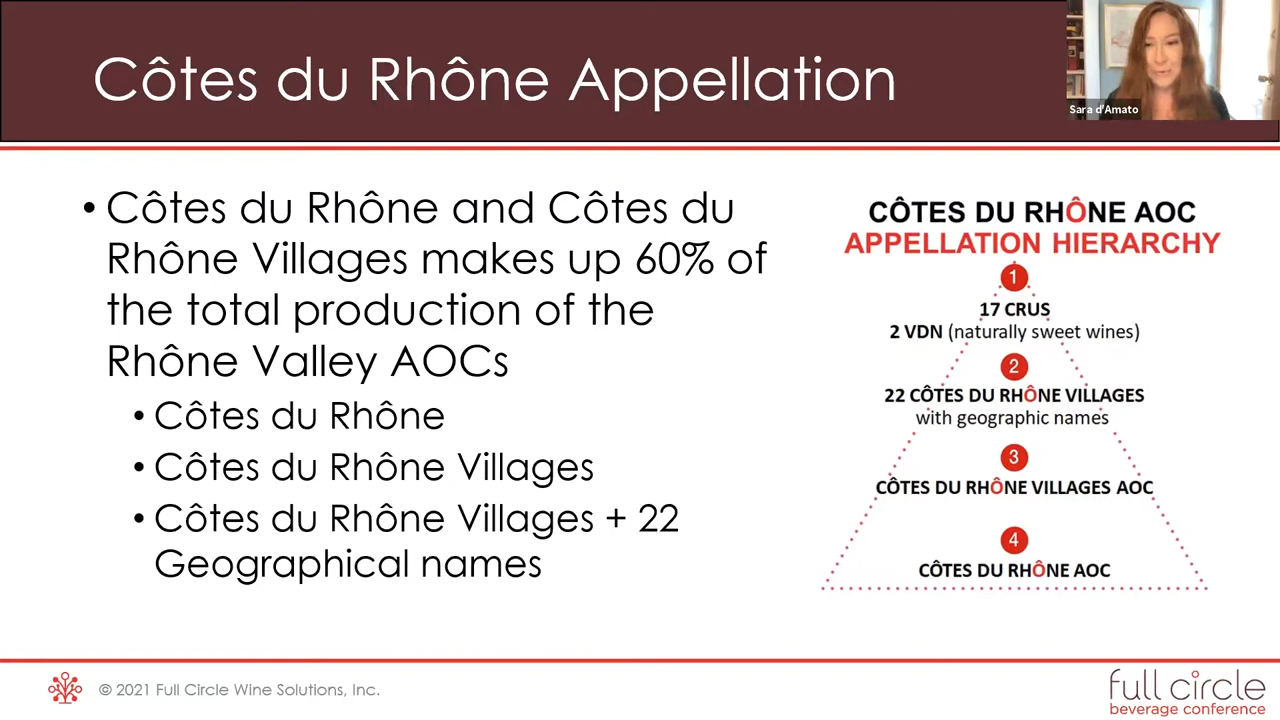 Côtes du Rhône Appellation
Sara d'Amato
• Côtes du Rhône and Côtes du
Rhône Villages makes up 60% of
the total production of the
Rhône Valley AOCs
• Côtes du Rhône
• Côtes du Rhône Villages
• Côtes du Rhône Villages + 22
Geographical names
CÔTES DU RHÔNE AOC
APPELLATION HIERARCHY
1
17 CRUS
2 VDN (naturally sweet wines)
2
22 CÔTES DU RHÔNE VILLAGES
with geographic names
3
CÔTES DU RHÔNE VILLAGES AOC
4
CÔTES DU RHÔNE AOC
© 2021 Full Circle Wine Solutions, Inc.
full circle
beverage conference